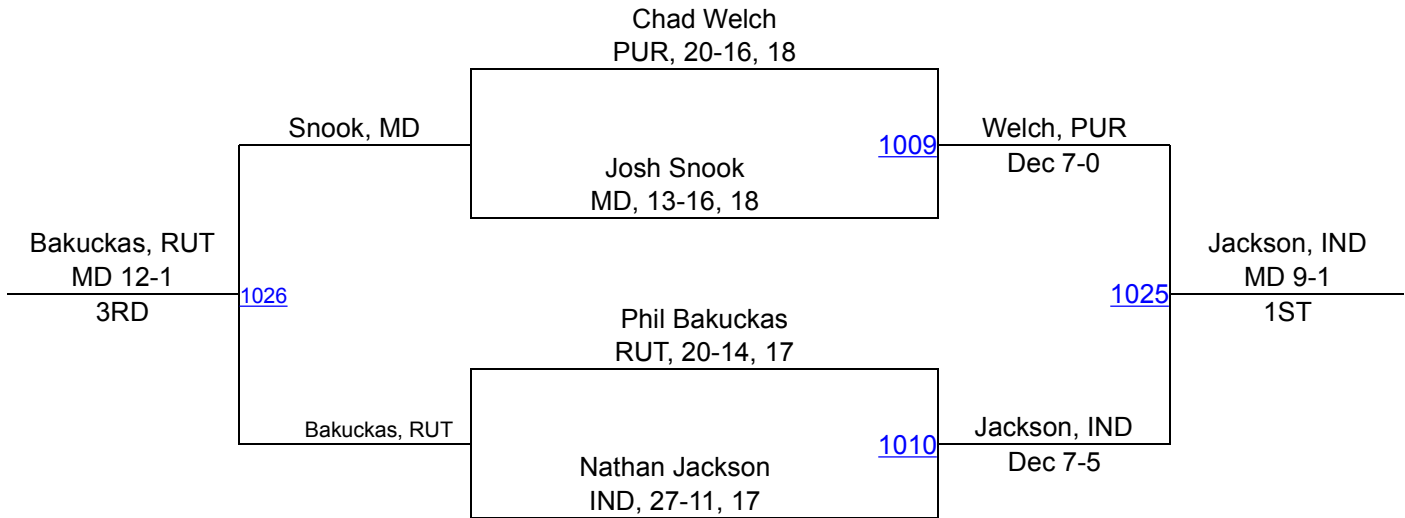 Chad Welch
PUR, 20-16, 18
Snook, MD
1009
Welch, PUR
Dec 7-0
Josh Snook
MD, 13-16, 18
Bakuckas, RUT
MD 12-1
3RD
1026
1025
Jackson, IND
MD 9-1
1ST
Phil Bakuckas
RUT, 20-14, 17
Bakuckas, RUT
1010
Jackson, IND
Dec 7-5
Nathan Jackson
IND, 27-11, 17